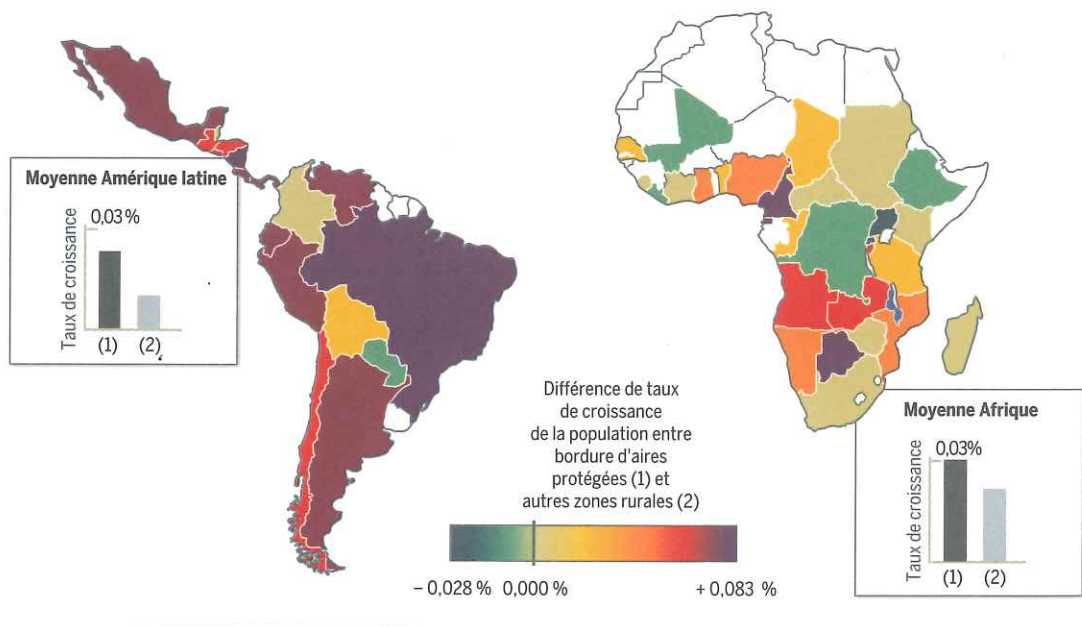 Moyenne Amérique latine
0,03 %
Taux de croissance
(1) (2)
Différence de taux
de croissance
de la population entre
bordure d'aires
protégées (1) et
autres zones rurales (2)
– 0,028 % 0,000 % + 0,083 %
Moyenne Afrique
0,03%
Taux de croissance
(1) (2)